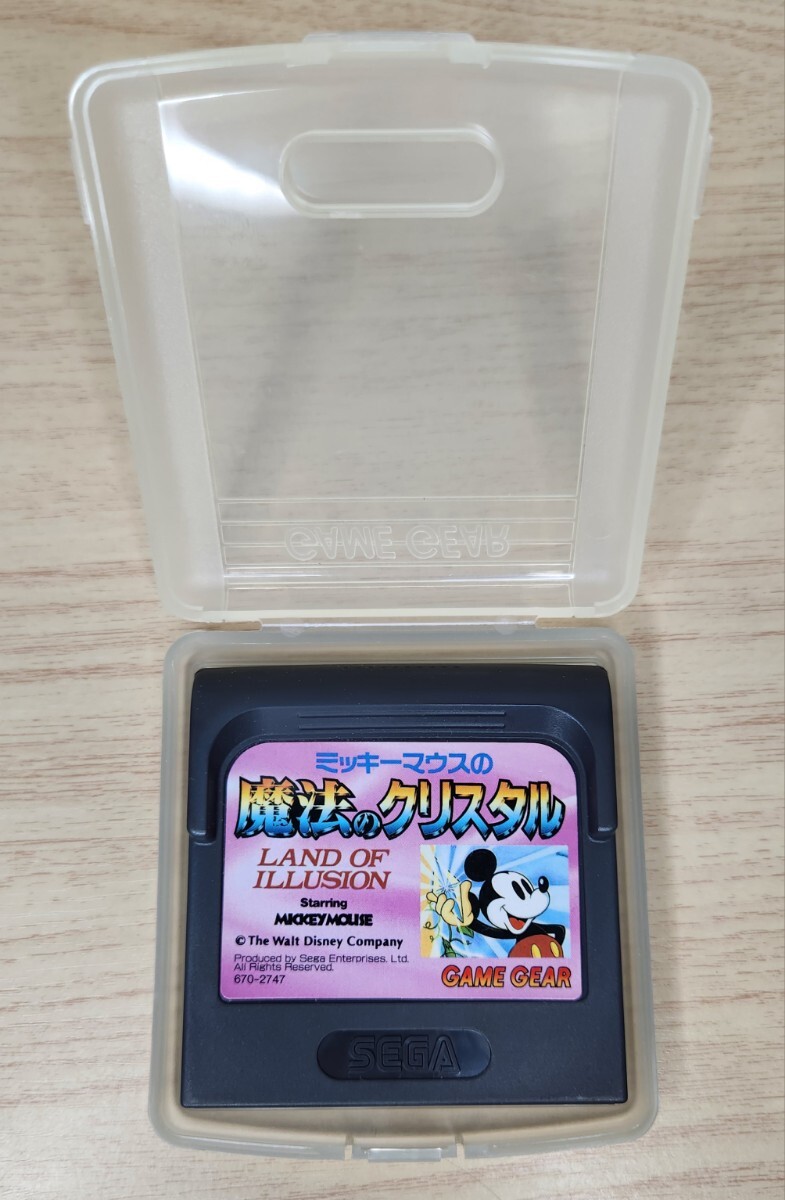 GAME GEAR
ミッキーマウスの
魔法のクリスタル
LAND OF
ILLUSION
Starring
MICKEY MOUSE
© The Walt Disney Company
Produced by Sega Enterprises, Ltd.
All Rights Reserved.
670-2747
GAME GEAR
SEGA